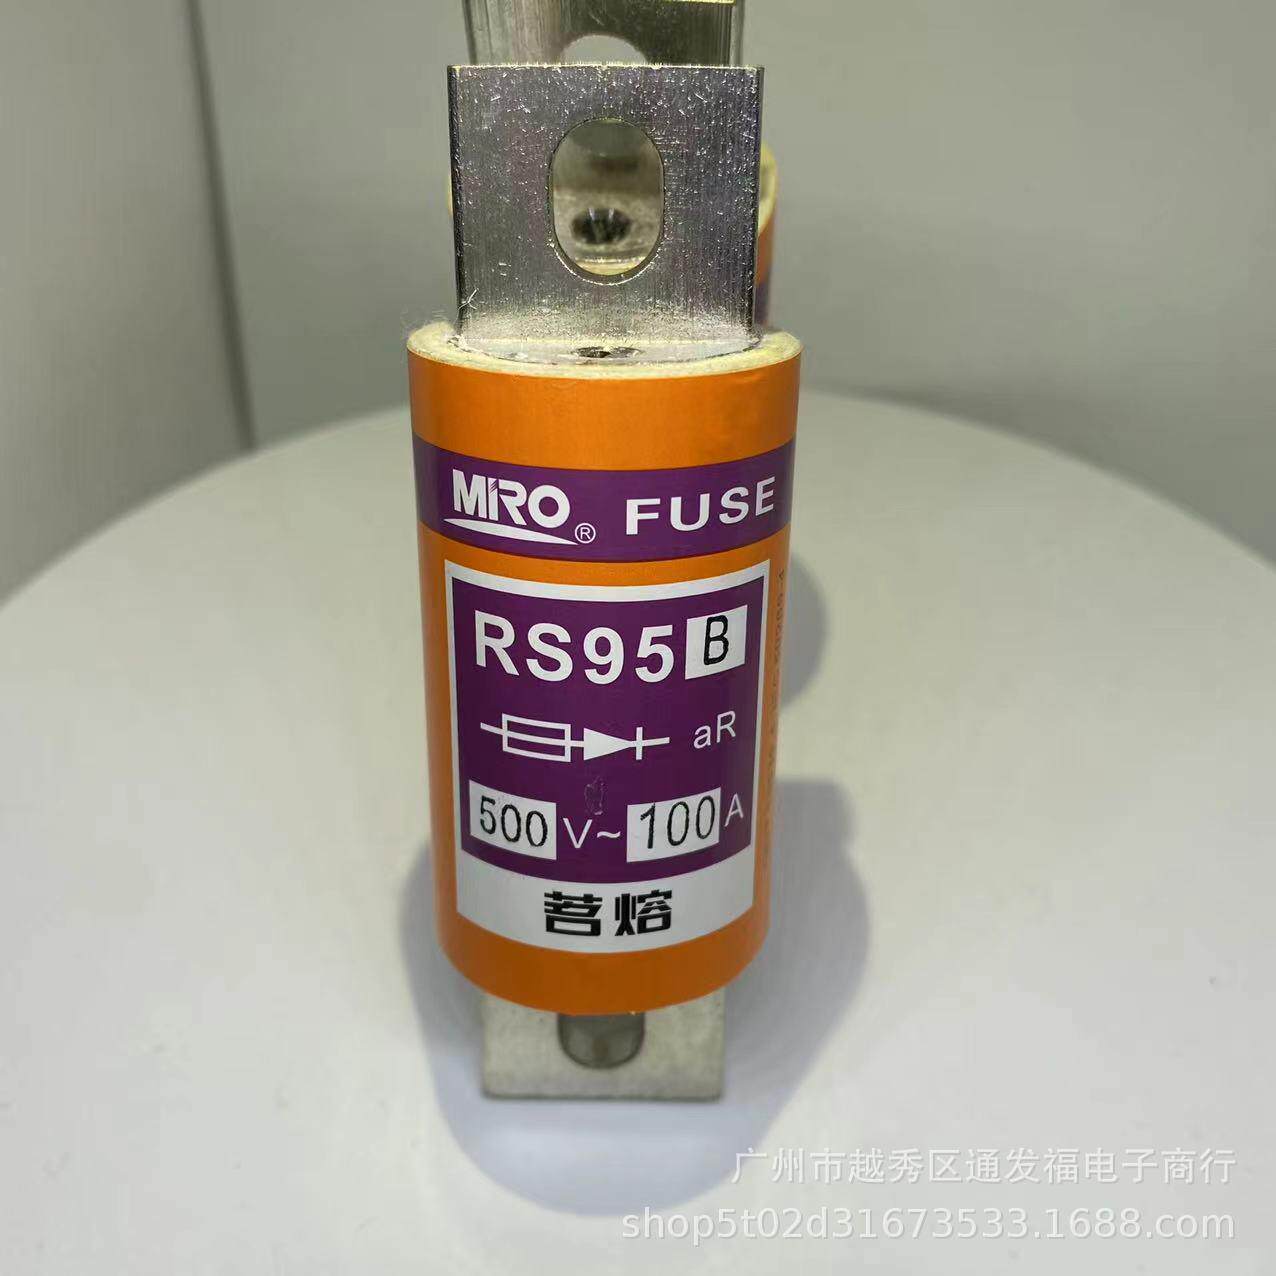 MIRO® FUSE
RS95B
aR
500V~100A
茗熔
广州市越秀区通发福电子商行
shop5t02d31673533.1688.com